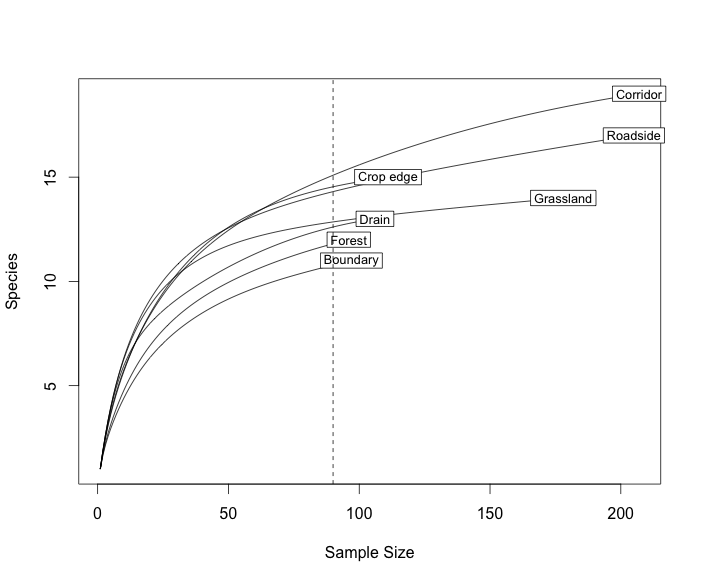 Corridor
Roadside
Crop edge
Grassland
Drain
Forest
Boundary
15
10
5
Species
0 50 100 150 200
Sample Size